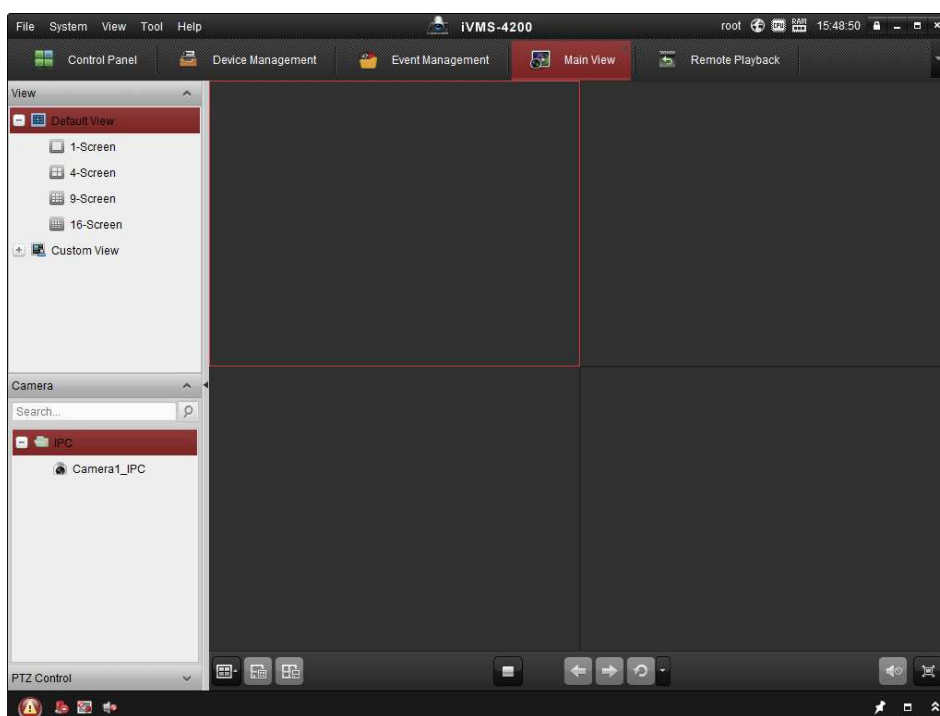 File System View Tool Help iVMS-4200 root CPU RAM 15:48:50
Control Panel Device Management Event Management Main View Remote Playback
View
Default View
1-Screen
4-Screen
9-Screen
16-Screen
Custom View
Camera
Search...
IPC
Camera1_IPC
PTZ Control